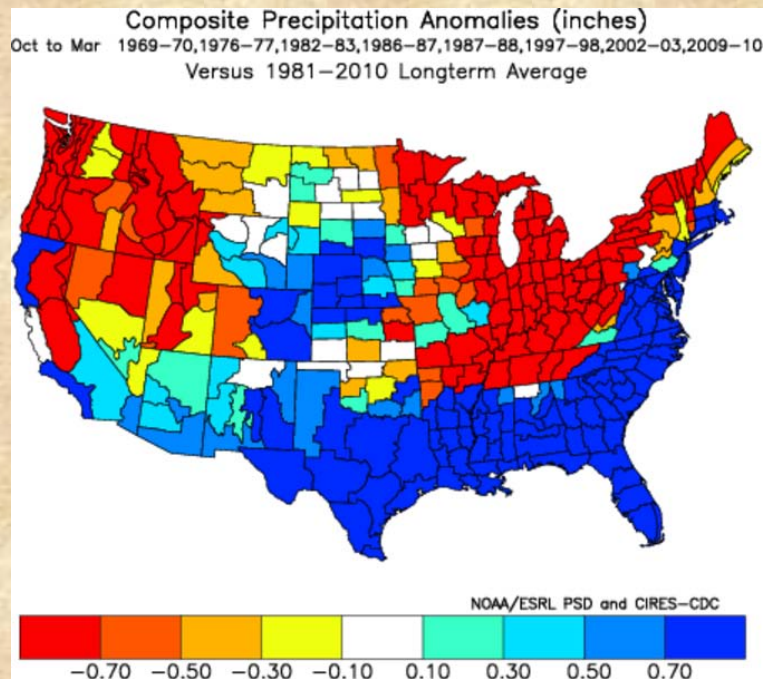 Composite Precipitation Anomalies (inches)
Oct to Mar 1969-70,1976-77,1982-83,1986-87,1987-88,1997-98,2002-03,2009-10
Versus 1981-2010 Longterm Average
NOAA/ESRL PSD and CIRES-CDC
-0.70 -0.50 -0.30 -0.10 0.10 0.30 0.50 0.70